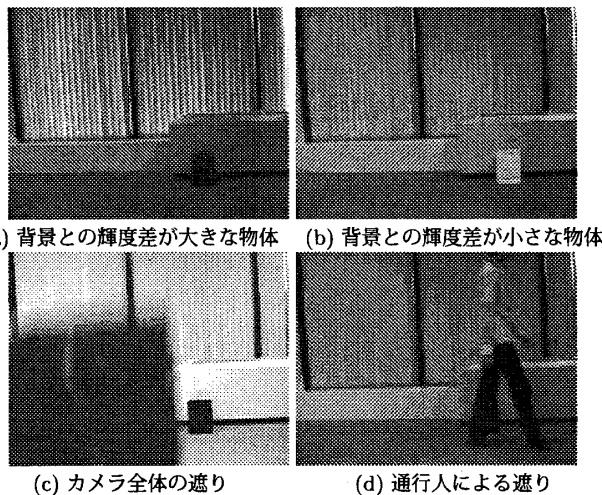 ) 背景との輝度差が大きな物体
(b) 背景との輝度差が小さな物体
(c) カメラ全体の遮り
(d) 通行人による遮り